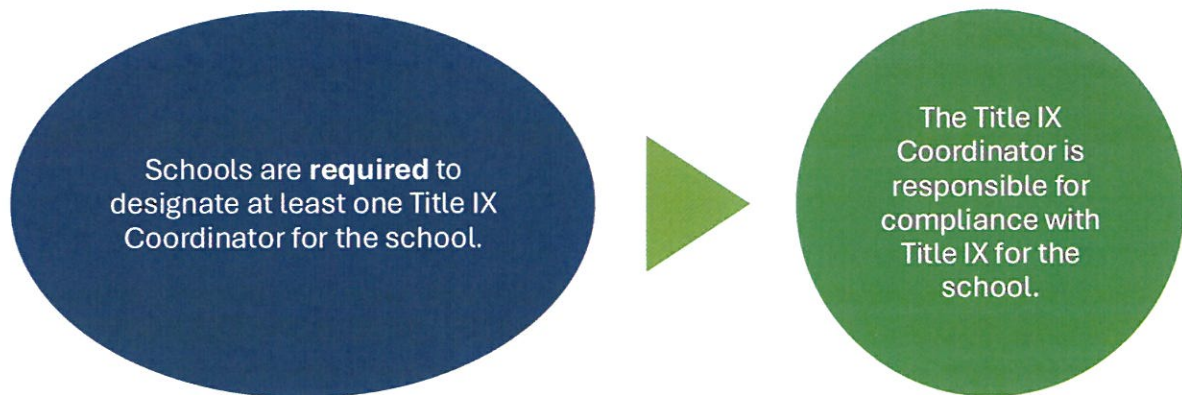 Schools are required to
designate at least one Title IX
Coordinator for the school.
The Title IX
Coordinator is
responsible for
compliance with
Title IX for the
school.